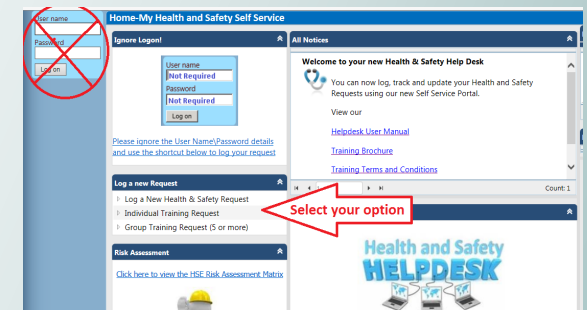 User name
Password
Log on
Home-My Health and Safety Self Service
Ignore Logon!
User name
Not Required
Password
Not Required
Log on
Please ignore the User Name\Password details
and use the shortcut below to log your request
Log a new Request
Log a New Health & Safety Request
Individual Training Request
Group Training Request (5 or more)
Risk Assessment
Click here to view the HSE Risk Assessment Matrix
All Notices
Welcome to your new Health & Safety Help Desk
You can now log, track and update your Health and Safety
Requests using our new Self Service Portal.
View our
Helpdesk User Manual
Training Brochure
Training Terms and Conditions
Count: 1
Select your option
Health and Safety
HELPDESK